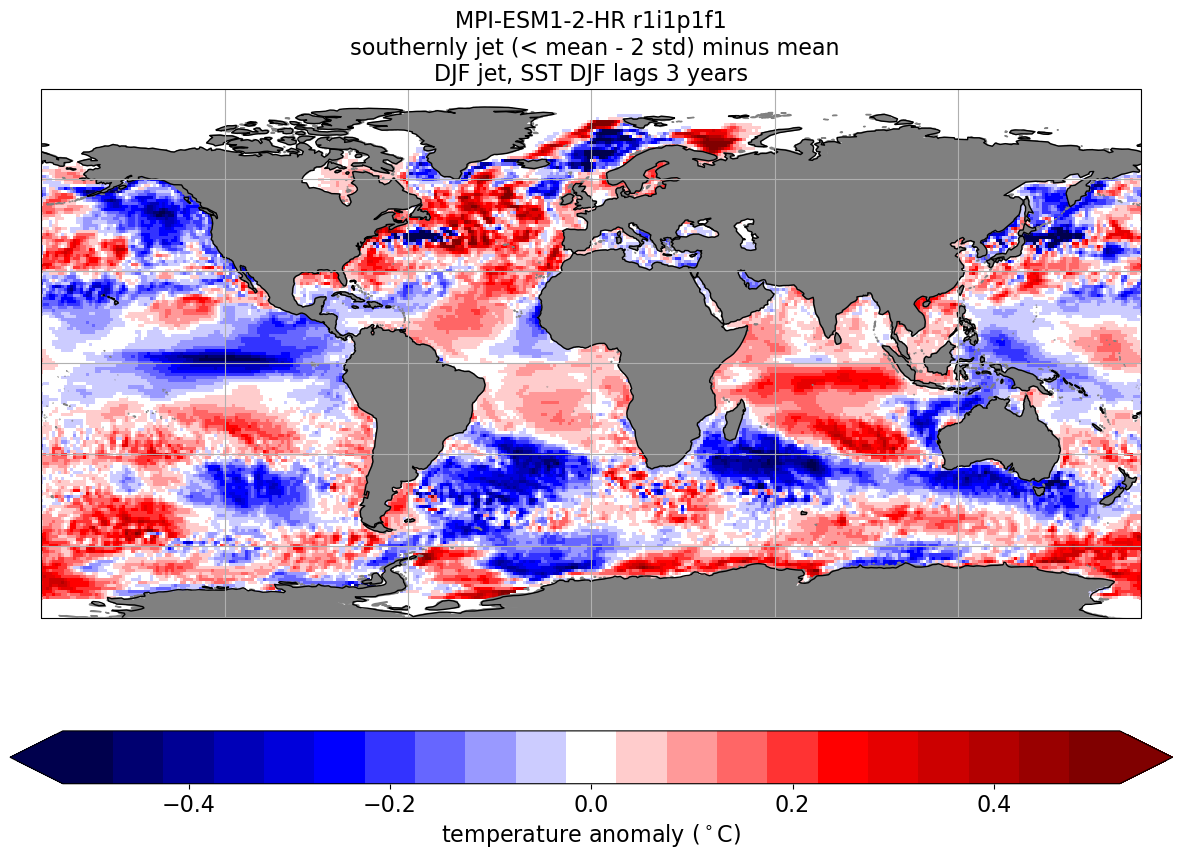 MPI-ESM1-2-HR r1i1p1f1
southernly jet (< mean - 2 std) minus mean
DJF jet, SST DJF lags 3 years
−0.4 −0.2 0.0 0.2 0.4
temperature anomaly (°C)